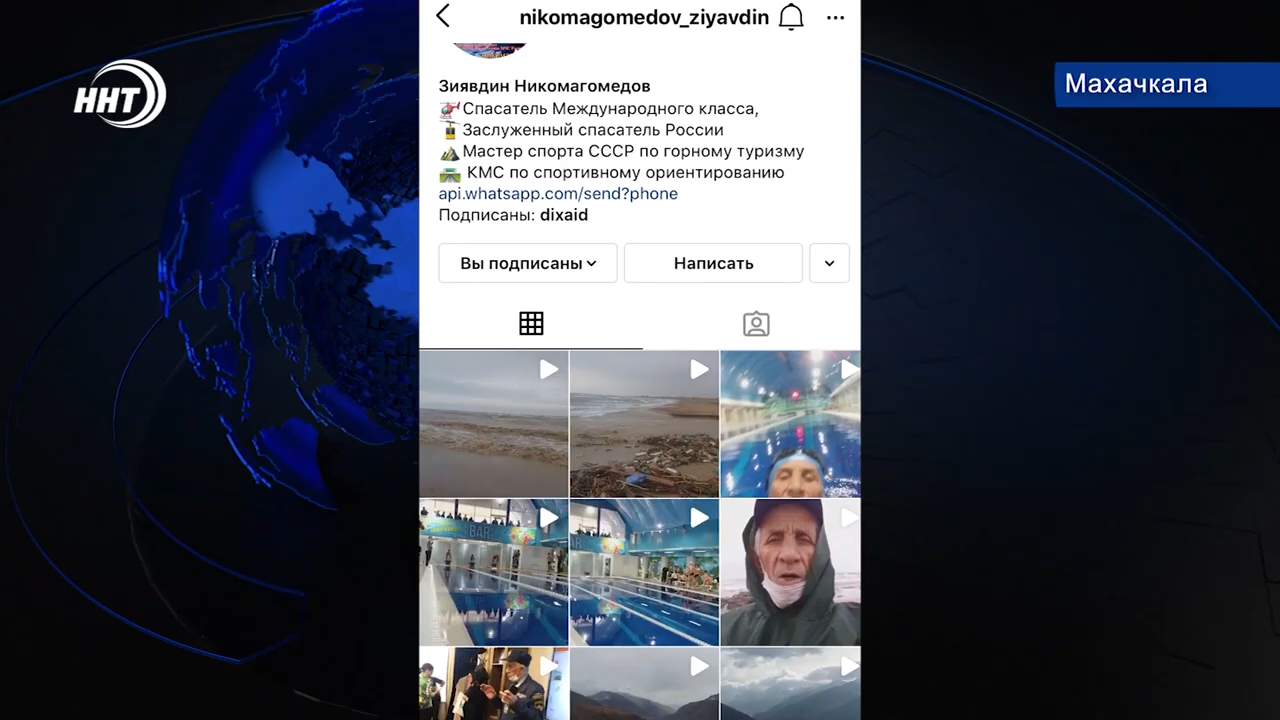 nikomagomedov_ziyavdin
ННТ
Махачкала
Зиявдин Никомагомедов
Спасатель Международного класса,
Заслуженный спасатель России
Мастер спорта СССР по горному туризму
КМС по спортивному ориентированию
api.whatsapp.com/send?phone
Подписаны: dixaid
Вы подписаны
Написать
BAR